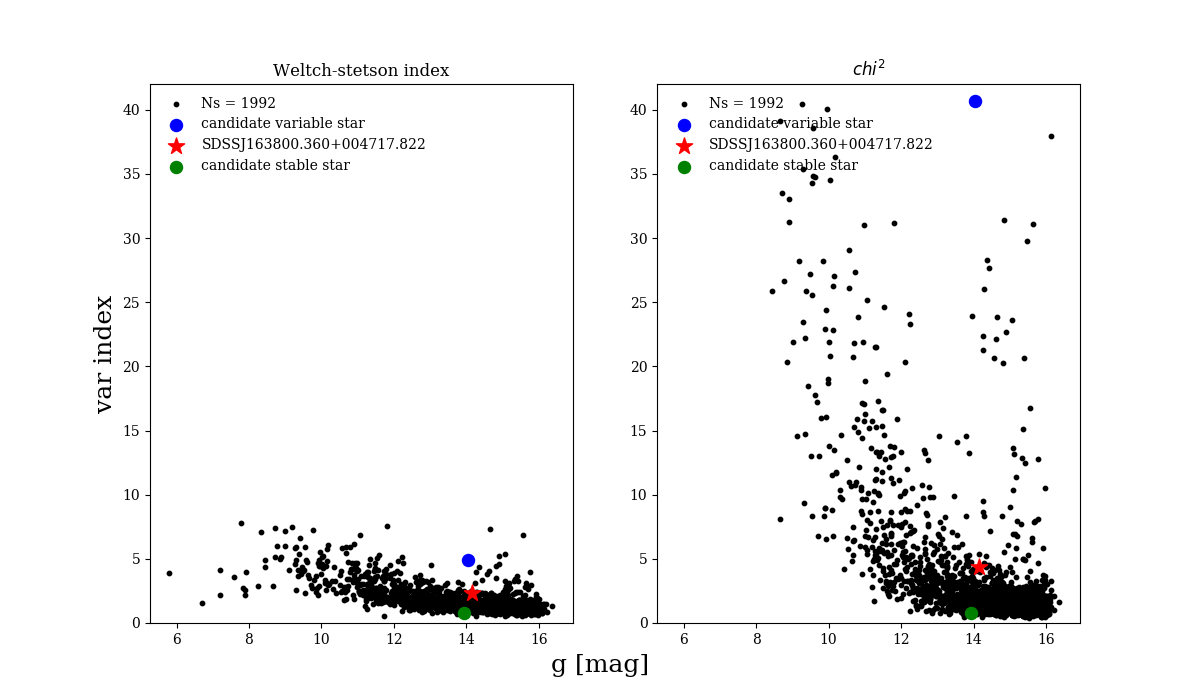 Weltch-stetson index
Ns = 1992
candidate variable star
SDSSJ163800.360+004717.822
candidate stable star
40
35
30
25
20
15
10
5
0
6 8 10 12 14 16
chi²
Ns = 1992
candidate variable star
SDSSJ163800.360+004717.822
candidate stable star
40
35
30
25
20
15
10
5
0
6 8 10 12 14 16
var index
g [mag]